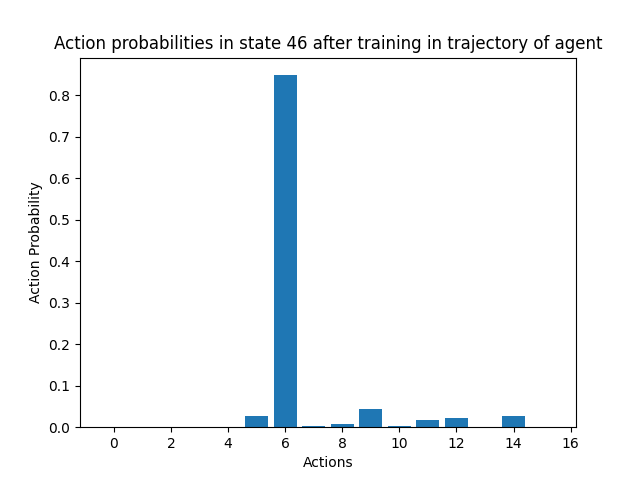 Action probabilities in state 46 after training in trajectory of agent
Action Probability
0.8
0.7
0.6
0.5
0.4
0.3
0.2
0.1
0.0
0 2 4 6 8 10 12 14 16
Actions